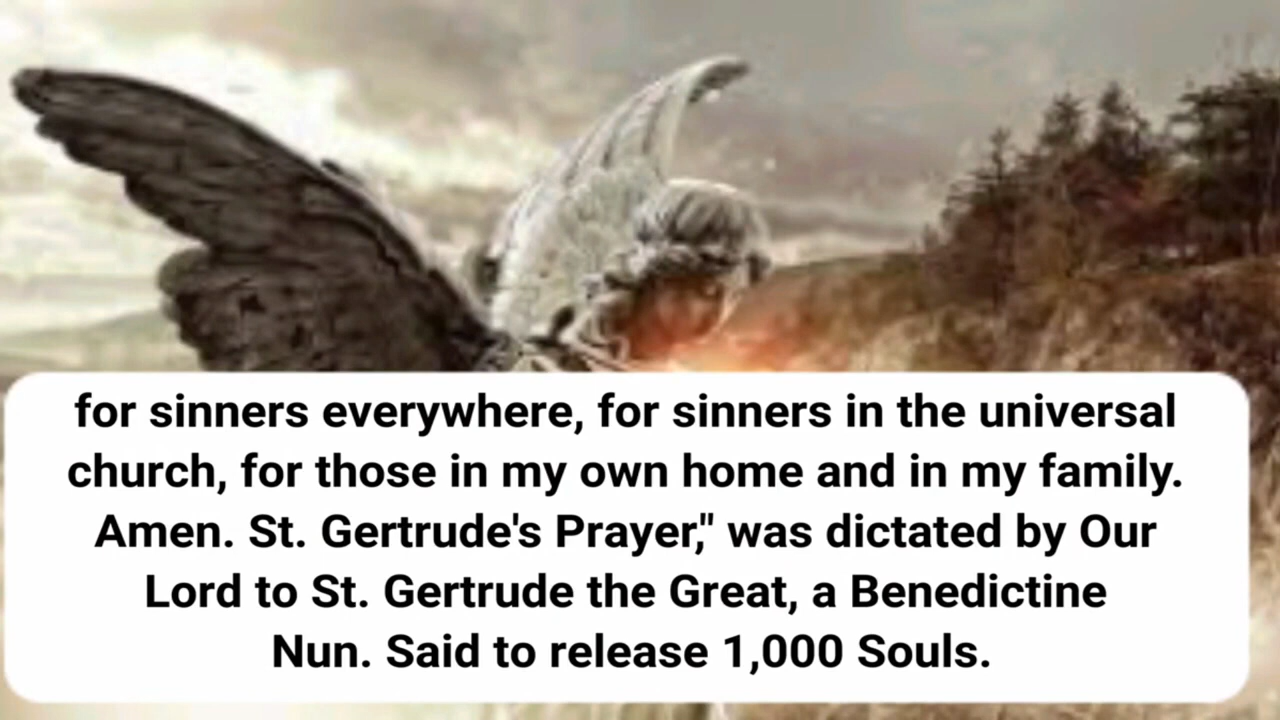 for sinners everywhere, for sinners in the universal
church, for those in my own home and in my family.
Amen. St. Gertrude's Prayer," was dictated by Our
Lord to St. Gertrude the Great, a Benedictine
Nun. Said to release 1,000 Souls.